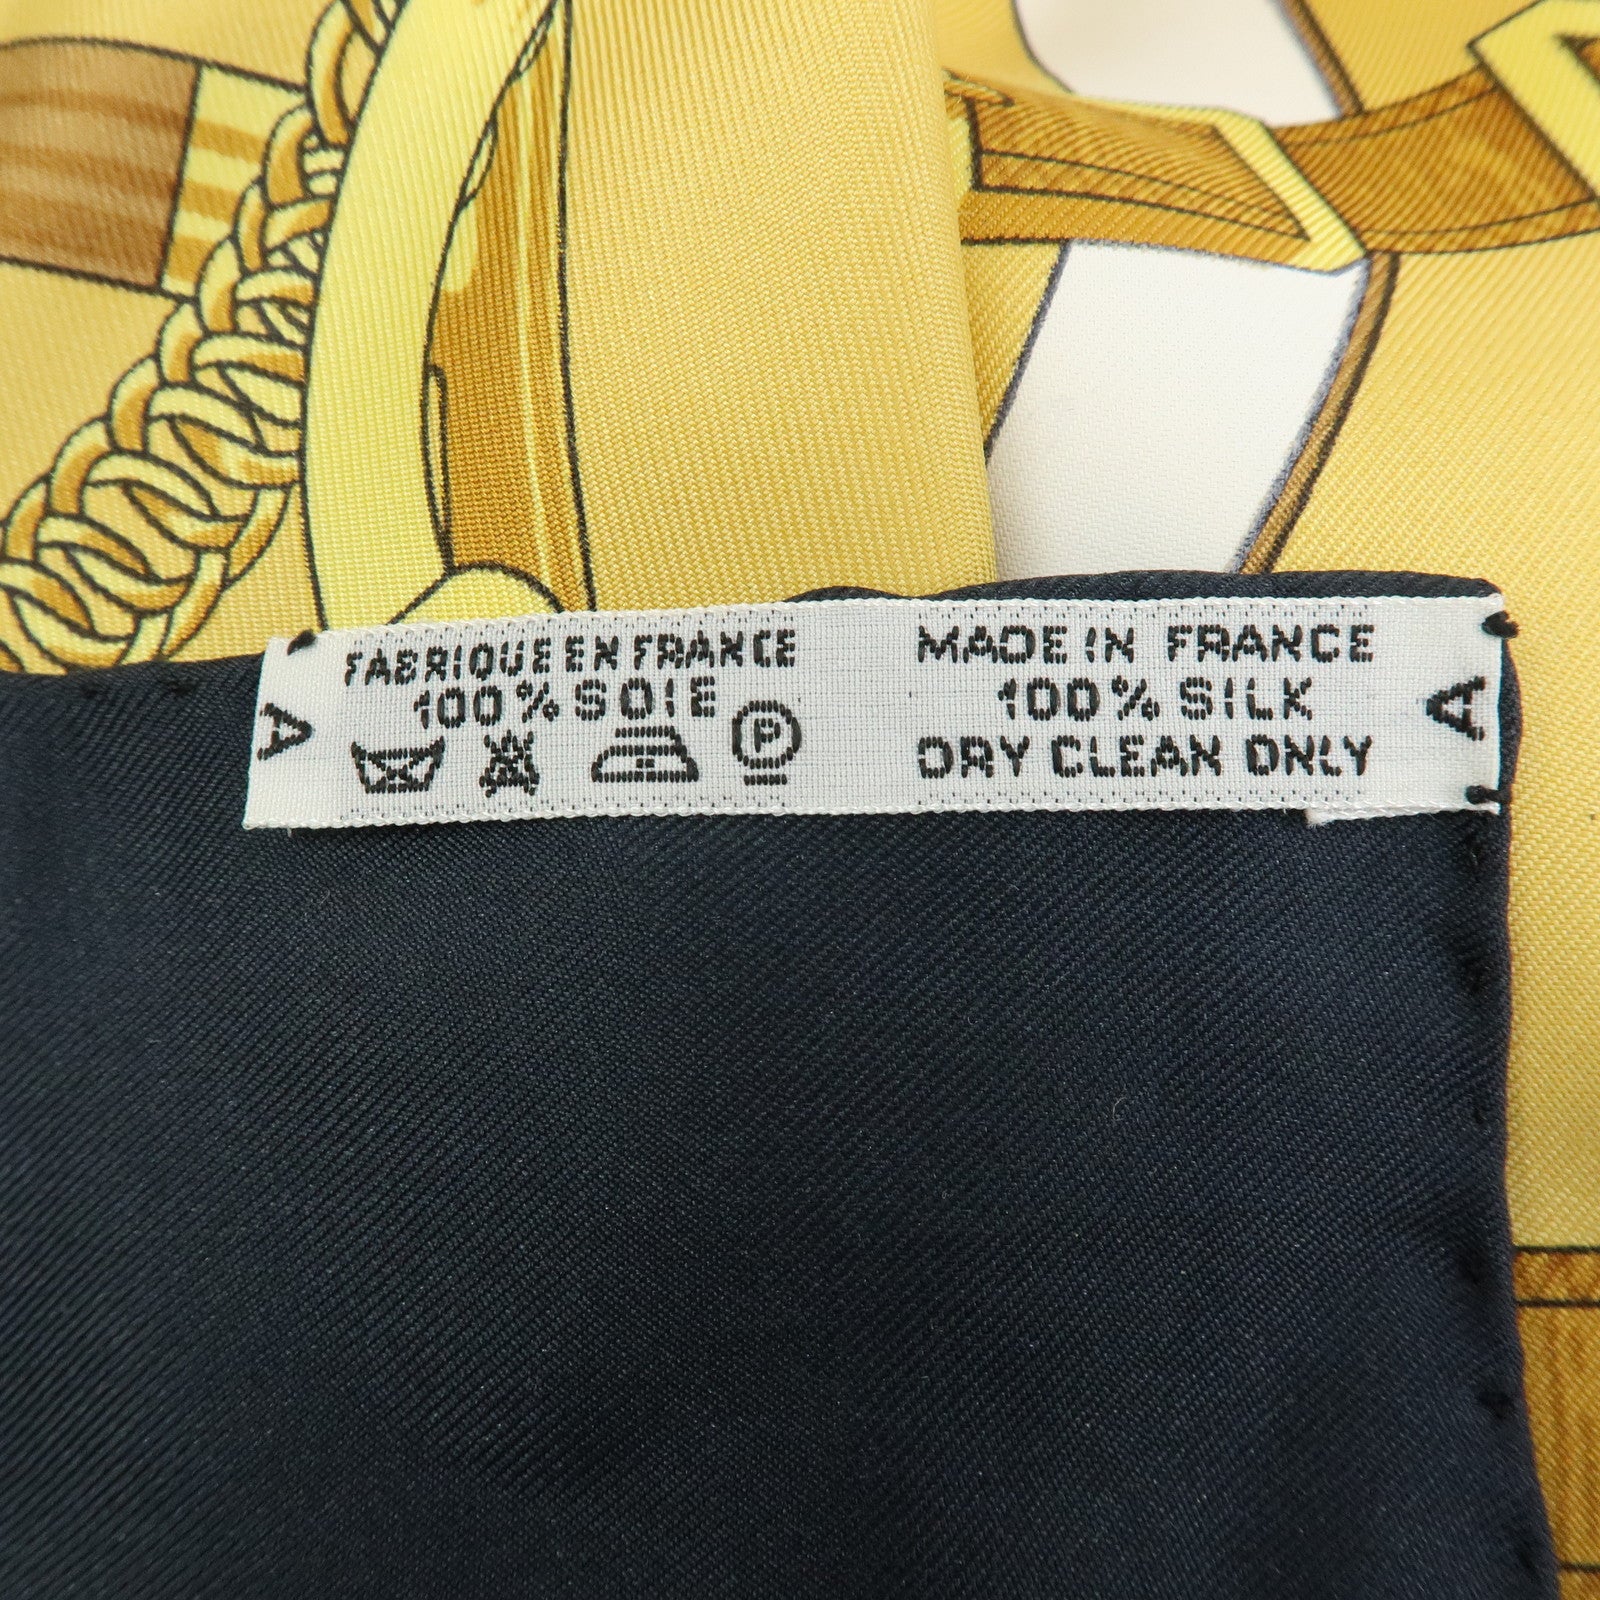 A
FABRIQUE EN FRANCE
100% SOIE
P
MADE IN FRANCE
100% SILK
DRY CLEAN ONLY
A